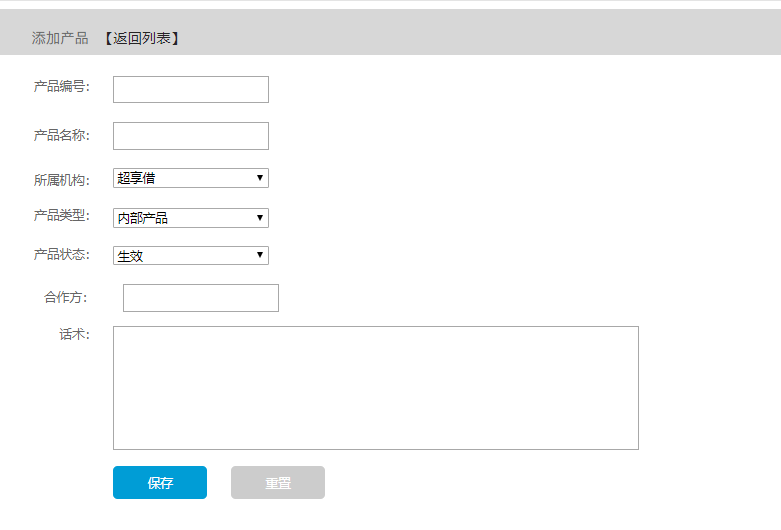 添加产品 【返回列表】
产品编号：
产品名称：
所属机构： 超享借
产品类型： 内部产品
产品状态： 生效
合作方：
话术：
保存 重置